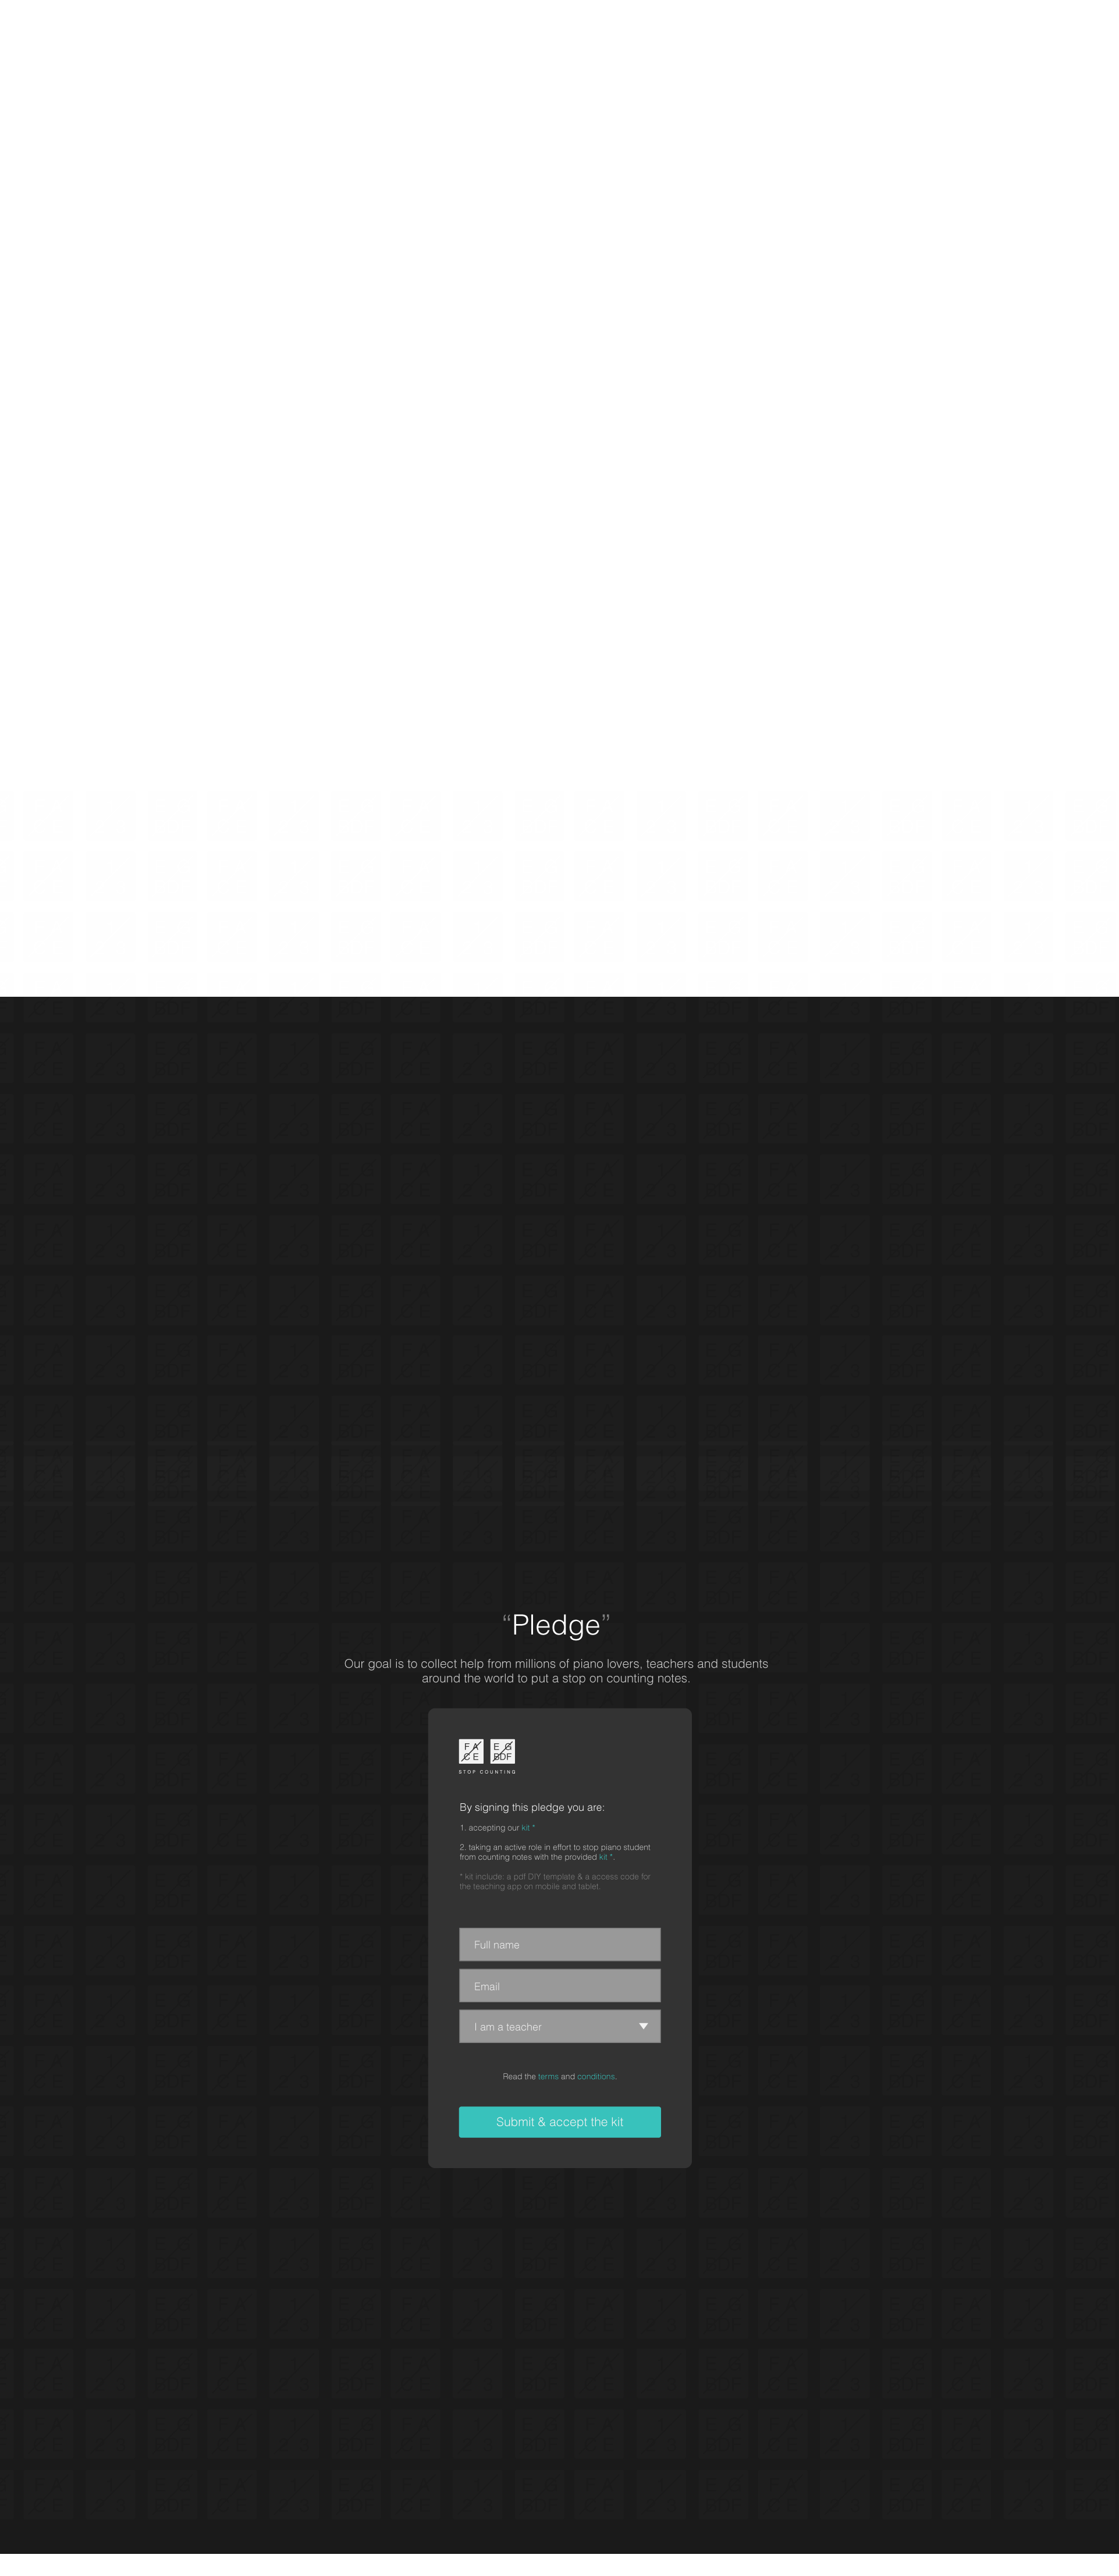 “Pledge”
Our goal is to collect help from millions of piano lovers, teachers and students
around the world to put a stop on counting notes.
F A E G
C E BDF
STOP COUNTING
By signing this pledge you are:
1. accepting our kit *
2. taking an active role in effort to stop piano student
from counting notes with the provided kit *.
* kit include: a pdf DIY template & a access code for
the teaching app on mobile and tablet
Full name
Email
I am a teacher
Read the terms and conditions.
Submit & accept the kit